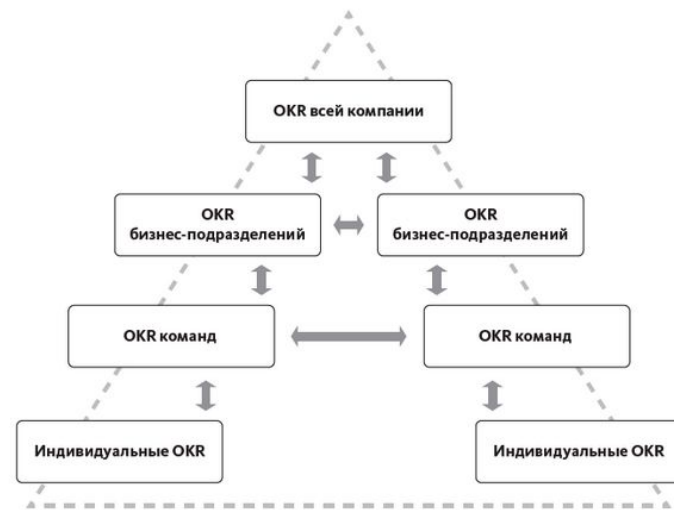 OKR всей компании
OKR
бизнес-подразделений
OKR
бизнес-подразделений
OKR команд
OKR команд
Индивидуальные OKR
Индивидуальные OKR